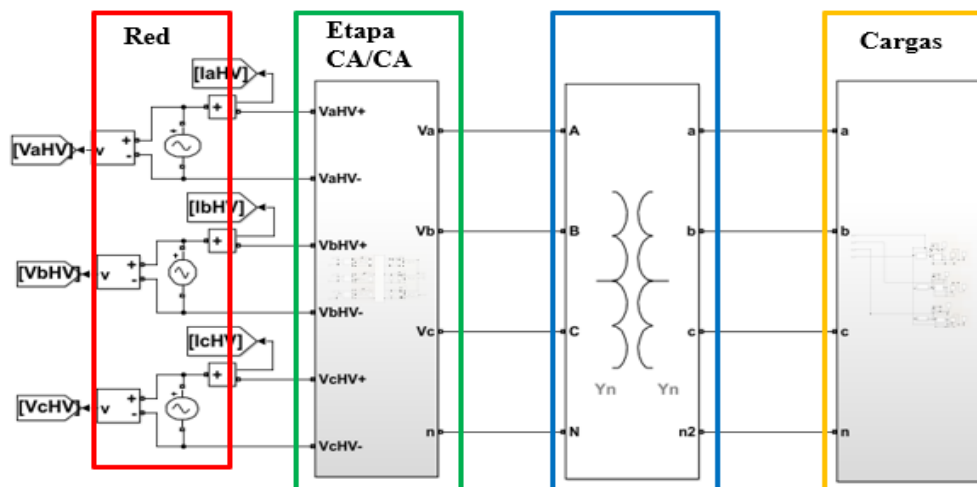 Red
Etapa
CA/CA
Cargas
[IaHV]
+
VaHV+
Va
A
a
a
[VaHV]
v
+
-
+
VaHV-
[IbHV]
+
VbHV+
Vb
B
b
b
[VbHV]
v
+
-
+
VbHV-
[IcHV]
+
VcHV+
Vc
C
c
c
[VcHV]
v
+
-
+
VcHV-
Yn
Yn
n
N
n2
n